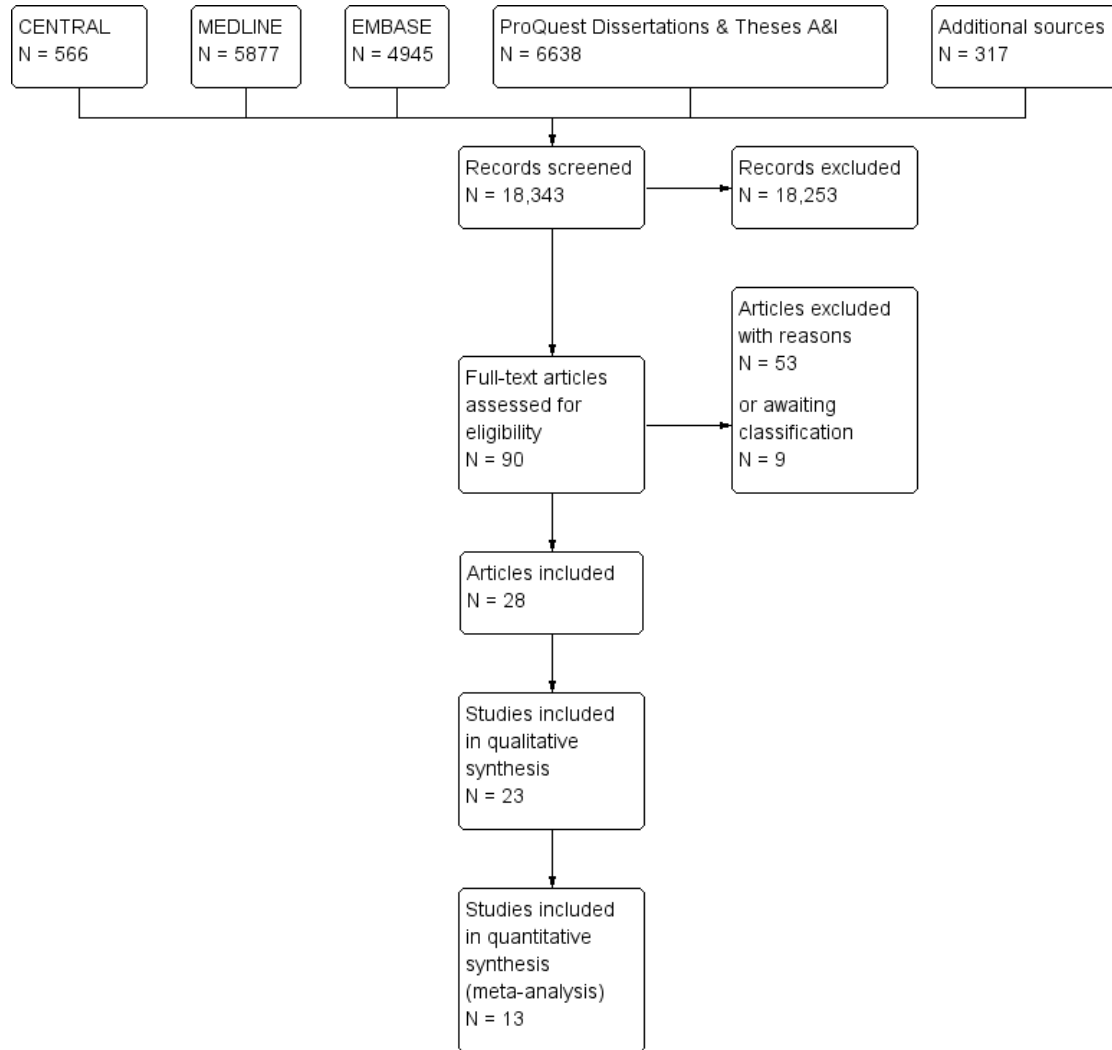 CENTRAL
N = 566
MEDLINE
N = 5877
EMBASE
N = 4945
ProQuest Dissertations & Theses A&I
N = 6638
Additional sources
N = 317
Records screened
N = 18,343
Records excluded
N = 18,253
Full-text articles
assessed for
eligibility
N = 90
Articles excluded
with reasons
N = 53
or awaiting
classification
N = 9
Articles included
N = 28
Studies included
in qualitative
synthesis
N = 23
Studies included
in quantitative
synthesis
(meta-analysis)
N = 13